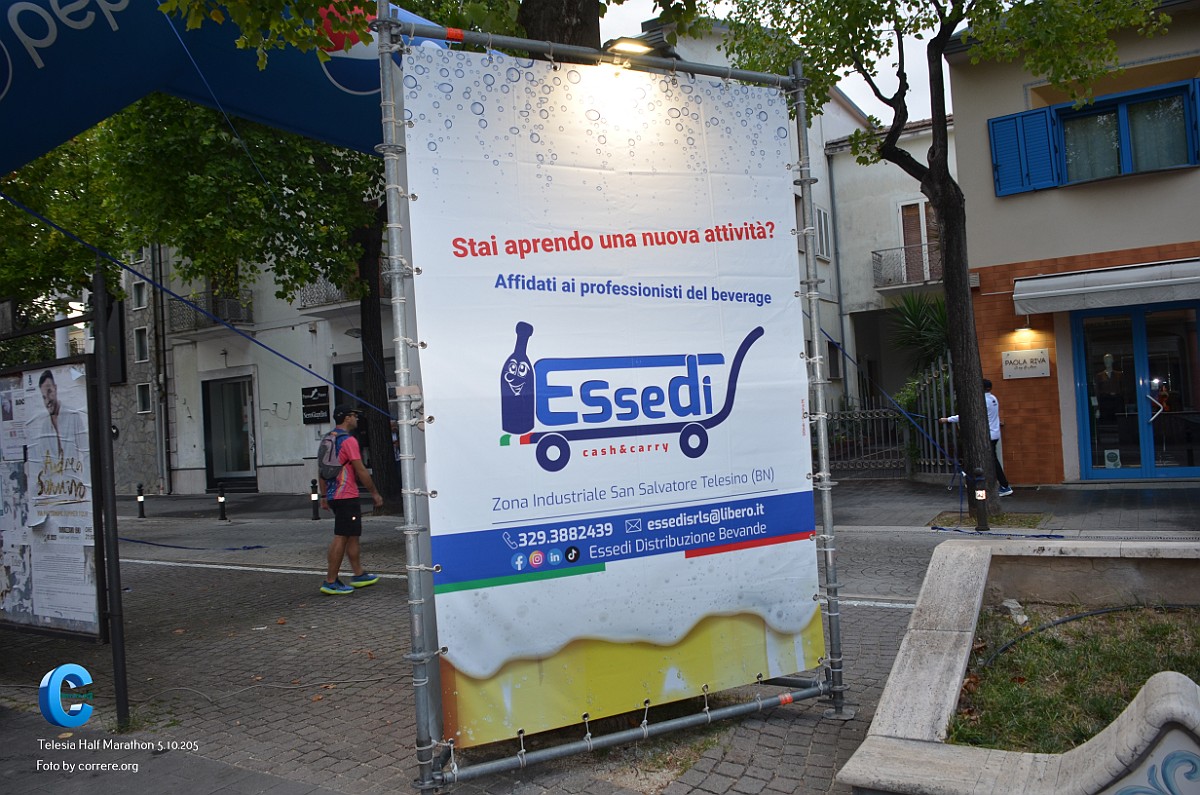 pep
Stai aprendo una nuova attività?
Affidati ai professionisti del beverage
Essedi
cash&carry
Zona Industriale San Salvatore Telesino (BN)
329.3882439 essedisrls@libero.it
Essedi Distribuzione Bevande
PAOLA RIVA
C
Telesia Half Marathon 5.10.205
Foto by correre.org